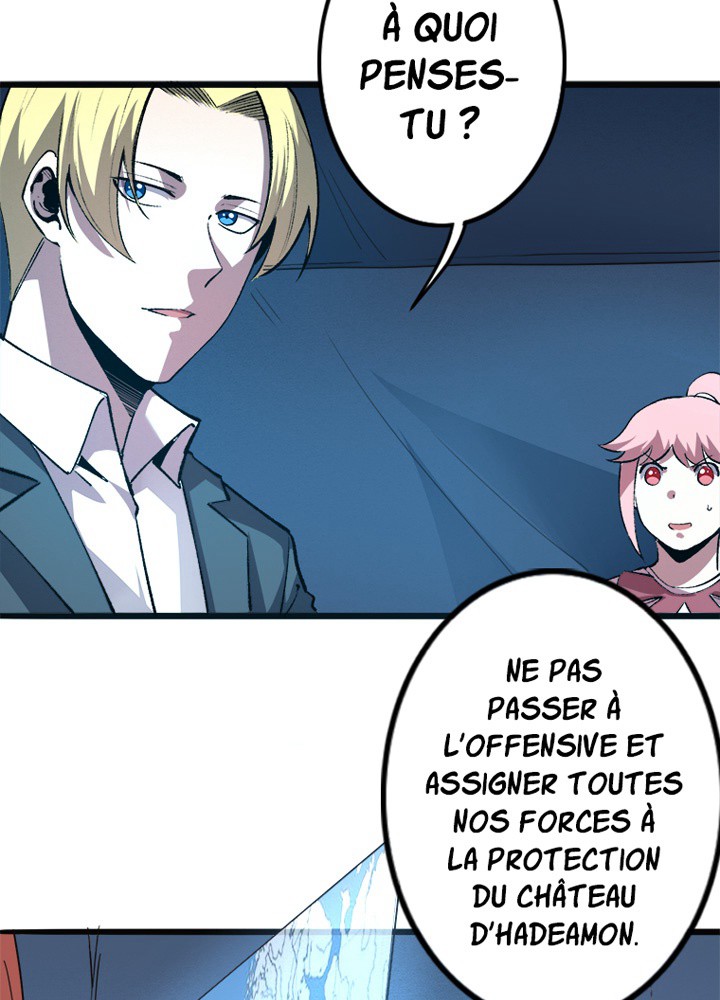 À QUOI
PENSES-
TU ?
NE PAS
PASSER À
L'OFFENSIVE ET
ASSIGNER TOUTES
NOS FORCES À
LA PROTECTION
DU CHÂTEAU
D'HADEAMON.